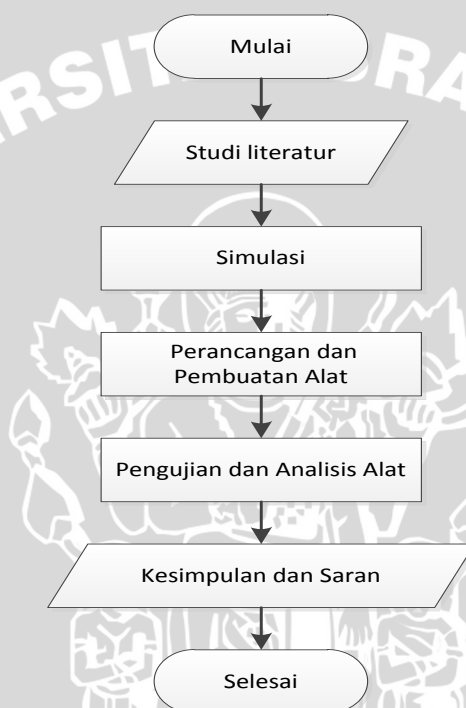 Mulai
Studi literatur
Simulasi
Perancangan dan
Pembuatan Alat
Pengujian dan Analisis Alat
Kesimpulan dan Saran
Selesai